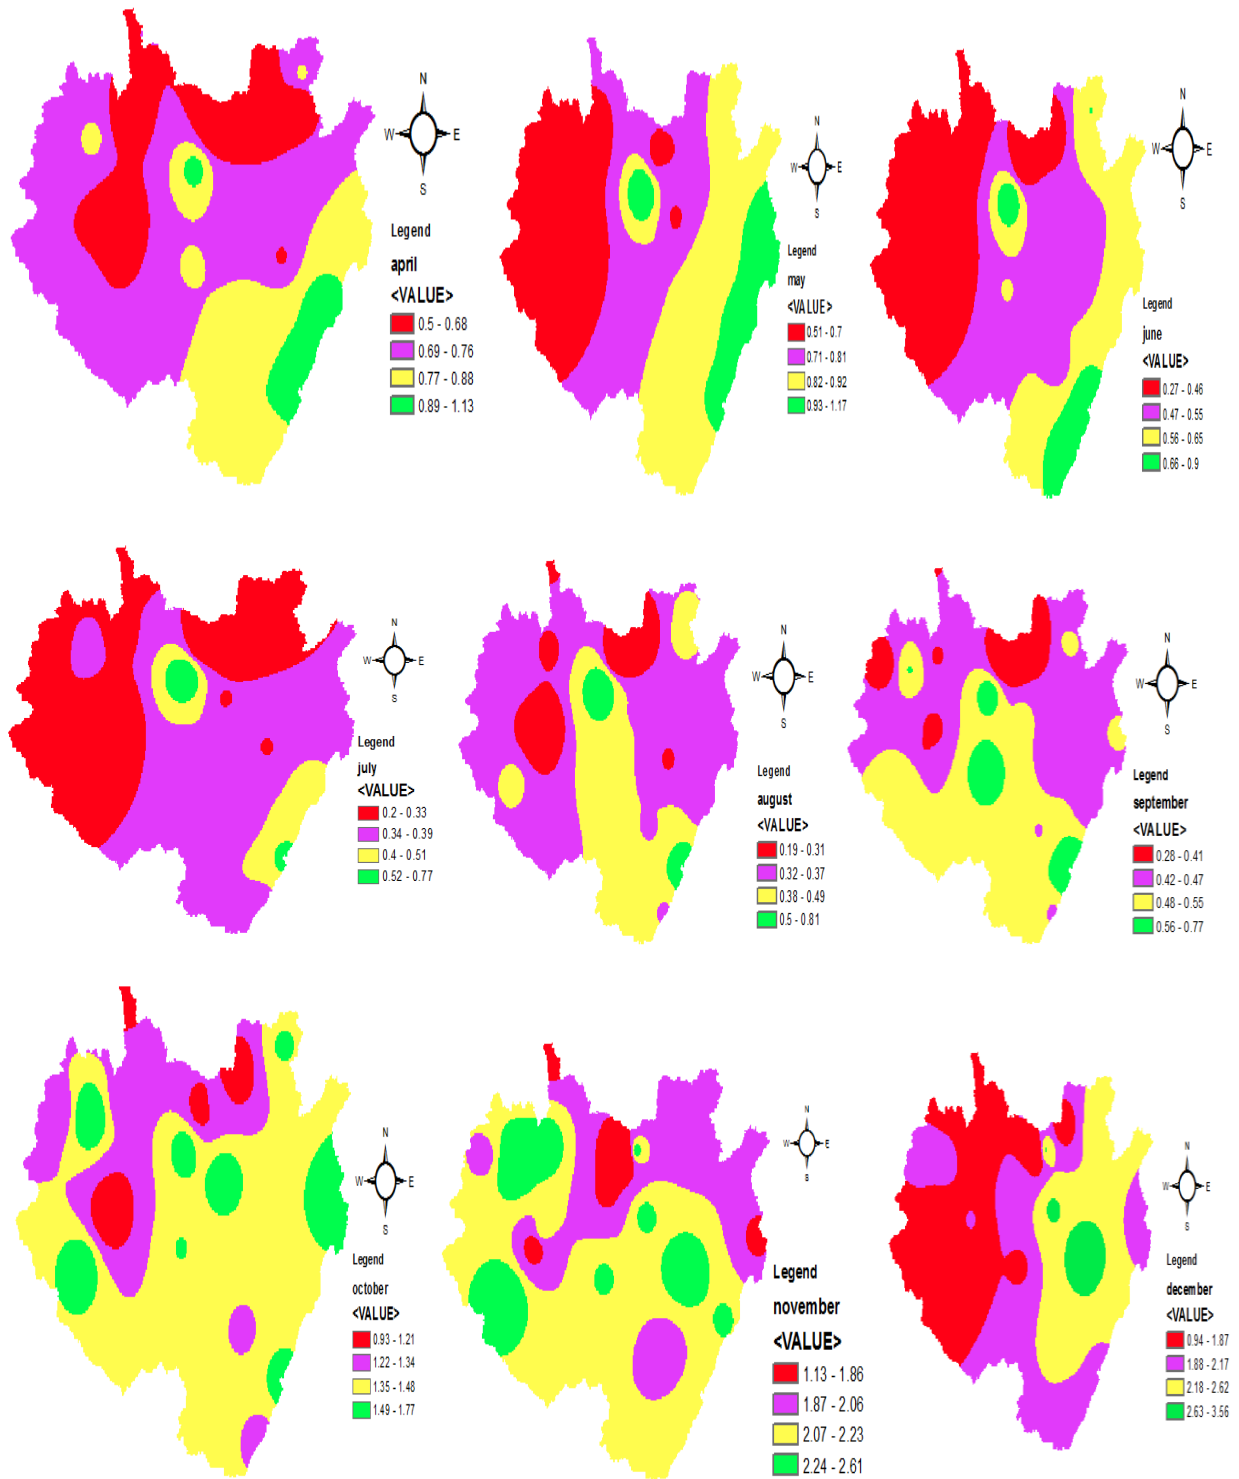 N
W E
S
Legend
april
<VALUE>
0.5 - 0.68
0.69 - 0.76
0.77 - 0.88
0.89 - 1.13
N
W E
S
Legend
may
<VALUE>
0.51 - 0.7
0.71 - 0.81
0.82 - 0.92
0.93 - 1.17
N
W E
S
Legend
june
<VALUE>
0.27 - 0.46
0.47 - 0.55
0.56 - 0.65
0.66 - 0.9
N
W E
S
Legend
july
<VALUE>
0.2 - 0.33
0.34 - 0.39
0.4 - 0.51
0.52 - 0.77
N
W E
S
Legend
august
<VALUE>
0.19 - 0.31
0.32 - 0.37
0.38 - 0.49
0.5 - 0.81
N
W E
S
Legend
september
<VALUE>
0.28 - 0.41
0.42 - 0.47
0.48 - 0.55
0.56 - 0.77
N
W E
S
Legend
october
<VALUE>
0.93 - 1.21
1.22 - 1.34
1.35 - 1.48
1.49 - 1.77
N
W E
S
Legend
november
<VALUE>
1.13 - 1.86
1.87 - 2.06
2.07 - 2.23
2.24 - 2.61
N
W E
S
Legend
december
<VALUE>
0.94 - 1.87
1.88 - 2.17
2.18 - 2.62
2.63 - 3.56